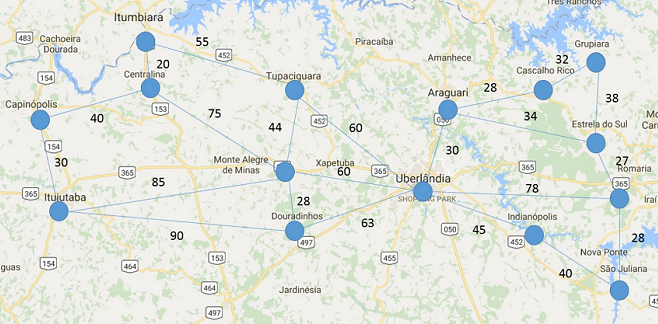 Três Ranchos
Itumbiara
483
Cachoeira
Dourada
55
452
Piracaíba
Amanhece
Grupiara
32
20
154
Centralina
Tupaciguara
Cascalho Rico
28
38
Araguari
Capinópolis
153
75
40
44
452
60
050
34
Estrela do Sul
30
30
27
365
Monte Alegre
de Minas
Xapetuba
60
365
365
Romaria
85
Uberlândia
365
365
SHOPPING PARK
78
Ituiutaba
28
Douradinhos
63
Indianópolis
45
452
90
497
050
28
Nova Ponte
154
464
153
455
São Juliana
40
guas
464
Jardinésia
497